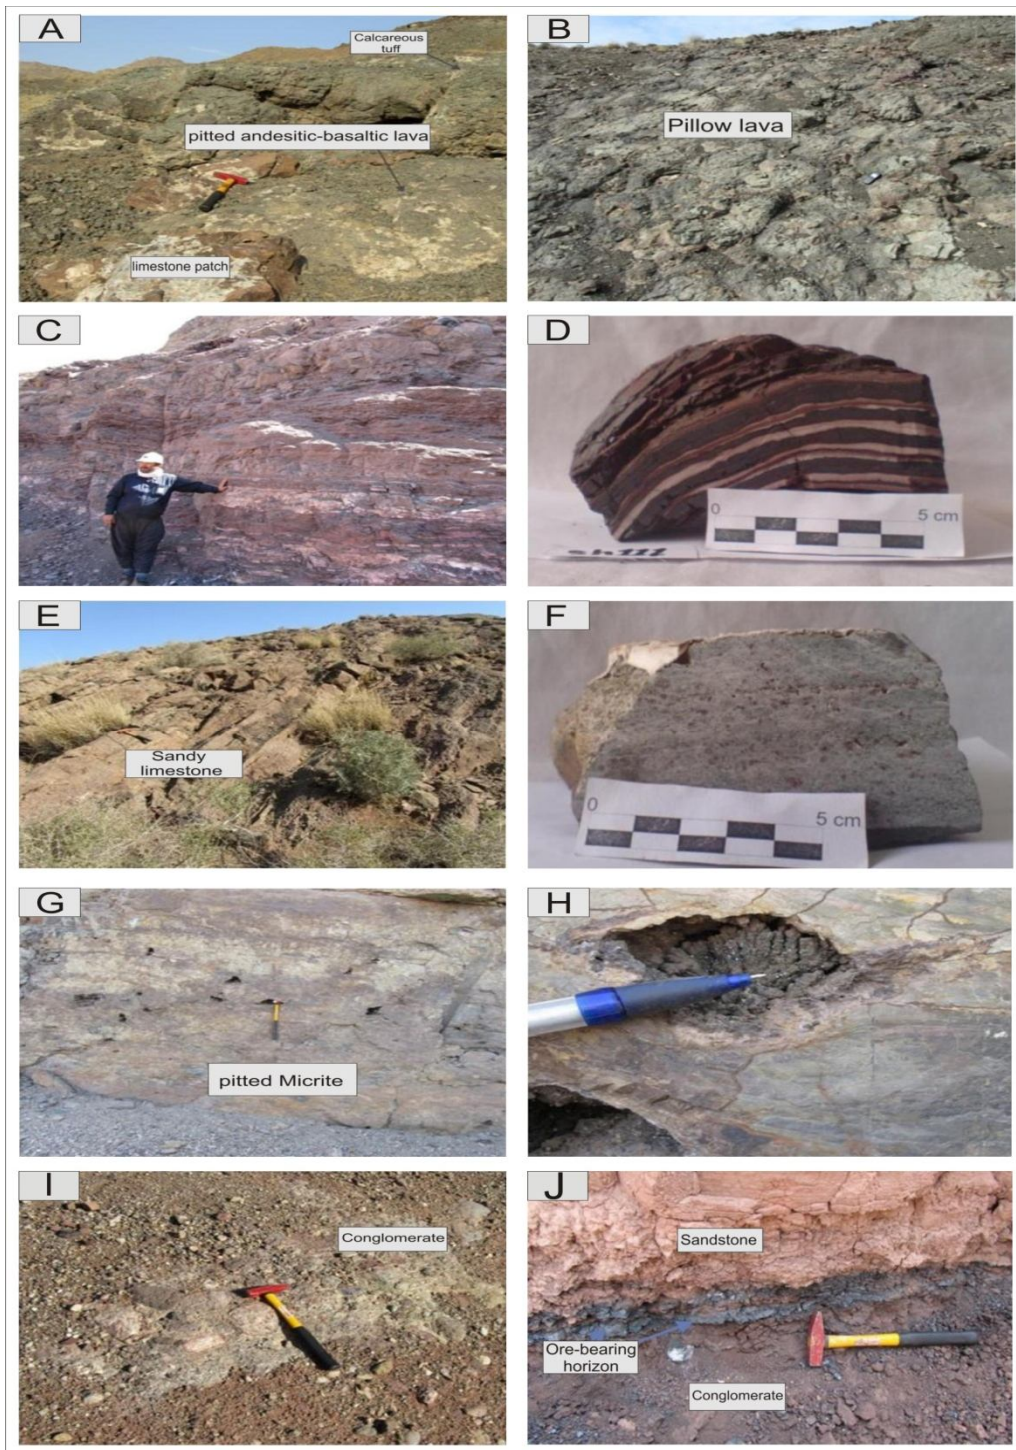 A
Calcareous
tuff
pitted andesitic-basaltic lava
limestone patch
B
Pillow lava
C
D
0
5 cm
E
Sandy
limestone
F
0
5 cm
G
pitted Micrite
H
I
Conglomerate
J
Sandstone
Ore-bearing
horizon
Conglomerate